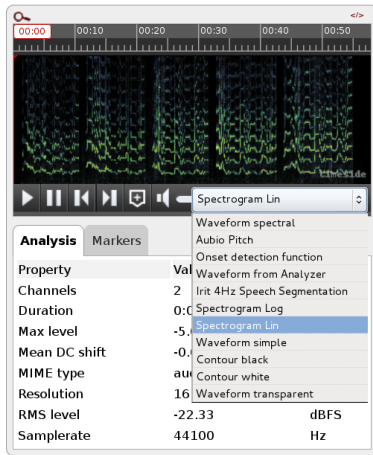 </>
00:00 00:10 00:20 00:30 00:40 00:50
timeside
Spectrogram Lin
Waveform spectral
Aubio Pitch
Onset detection function
Waveform from Analyzer
Irit 4Hz Speech Segmentation
Spectrogram Log
Spectrogram Lin
Waveform simple
Contour black
Contour white
Waveform transparent
Analysis Markers
Property
Channels 2
Duration
Max level
Mean DC shift
MIME type
Resolution 16
RMS level -22.33 dBFS
Samplerate 44100 Hz